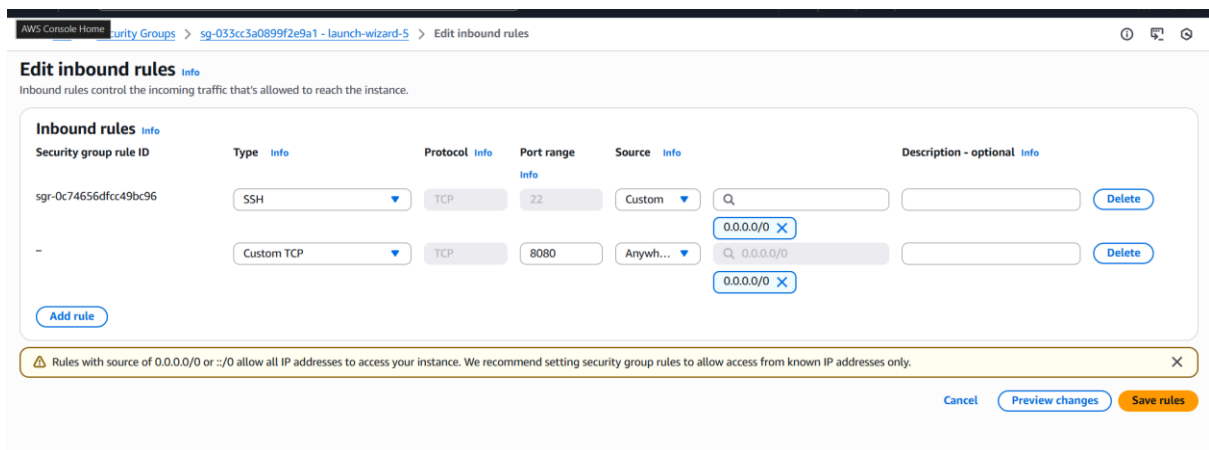 AWS Console Home
urity Groups > sg-033cc3a0899f2e9a1 - launch-wizard-5 > Edit inbound rules
Edit inbound rules Info
Inbound rules control the incoming traffic that's allowed to reach the instance.
Inbound rules Info
Security group rule ID Type Info Protocol Info Port range Info Source Info Description - optional Info
sgr-0c74656dfcc49bc96 SSH TCP 22 Custom Delete
0.0.0.0/0
– Custom TCP TCP 8080 Anywh... 0.0.0.0/0 Delete
0.0.0.0/0
Add rule
Rules with source of 0.0.0.0/0 or ::/0 allow all IP addresses to access your instance. We recommend setting security group rules to allow access from known IP addresses only.
Cancel Preview changes Save rules